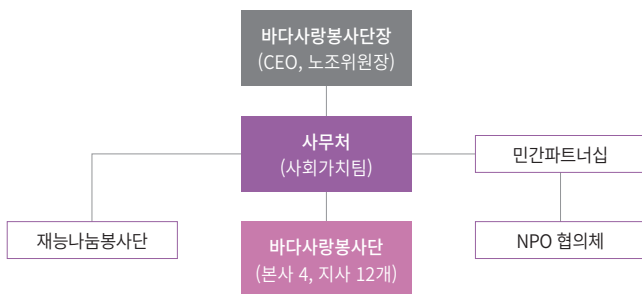 바다사랑봉사단장
(CEO, 노조위원장)
사무처
(사회가치팀)
민간파트너십
재능나눔봉사단
바다사랑봉사단
(본사 4, 지사 12개)
NPO 협의체